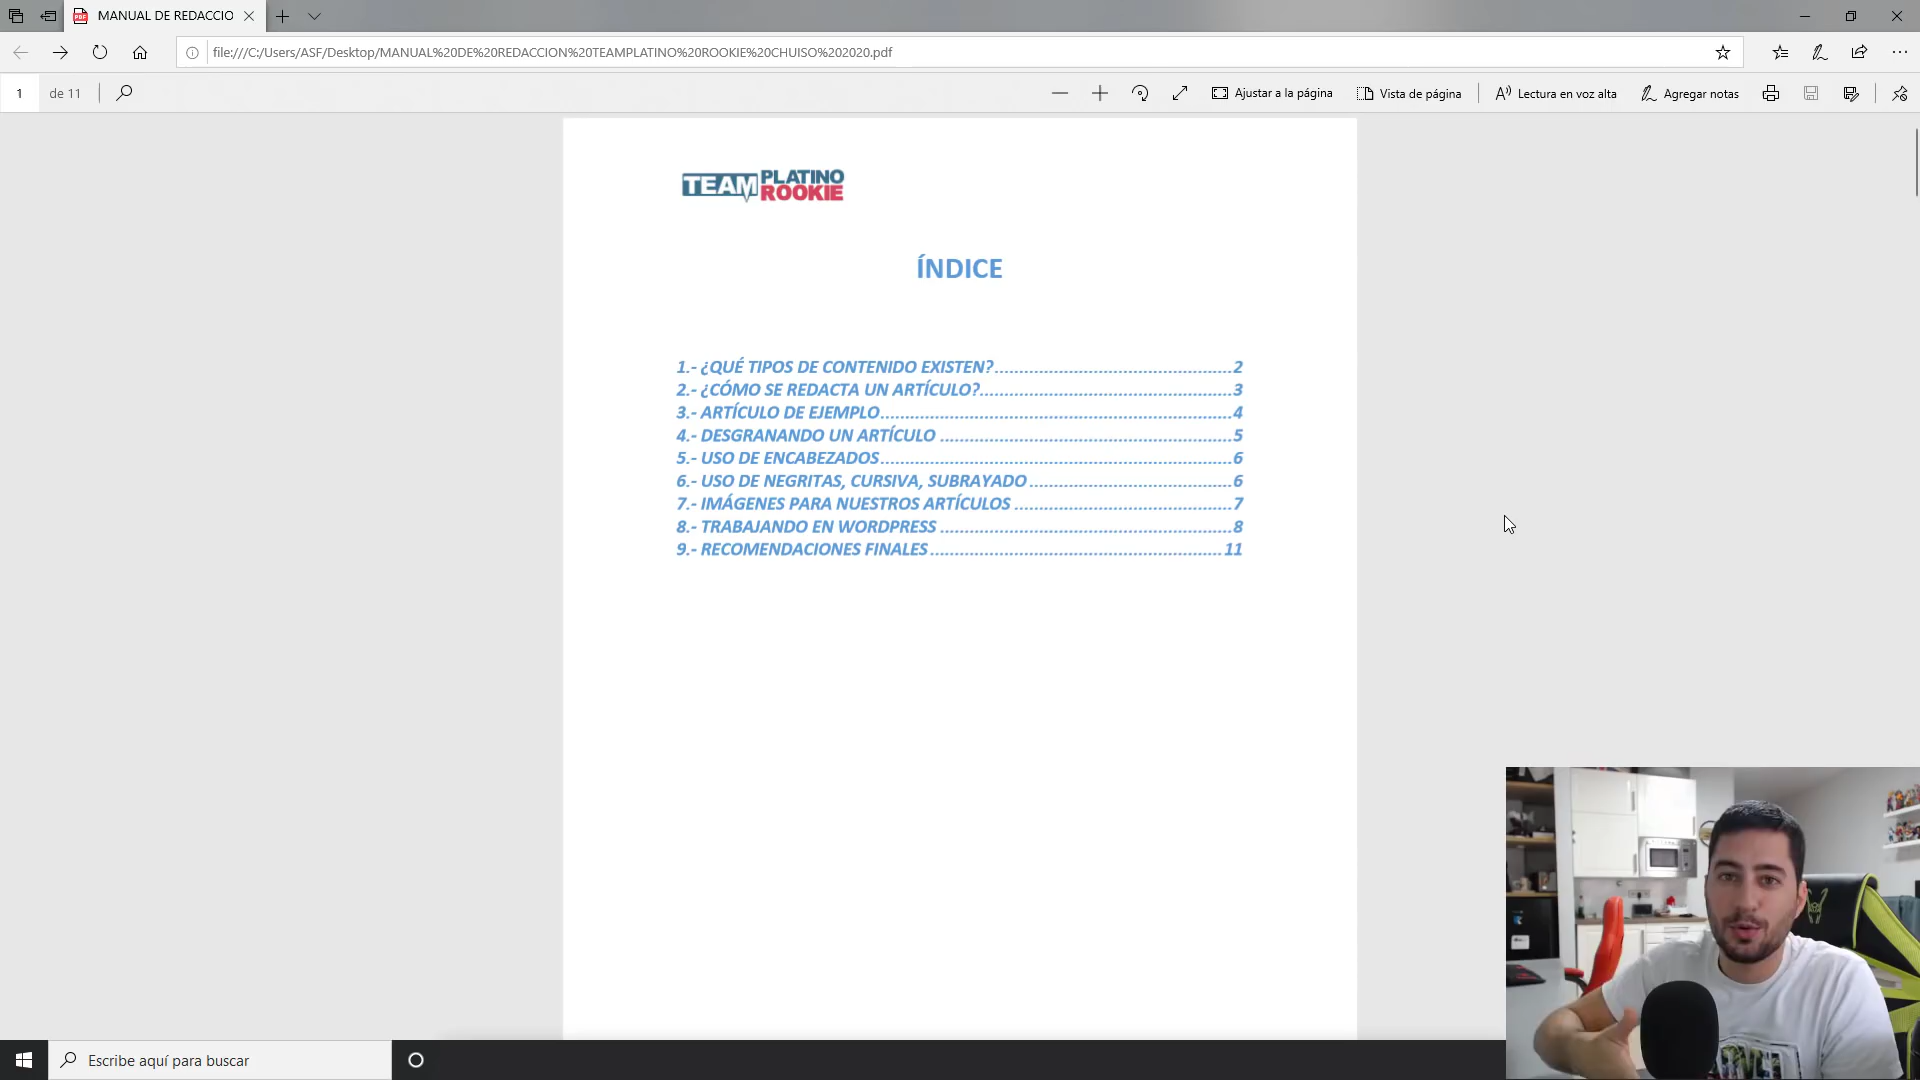 MANUAL DE REDACCIO
file:///C:/Users/ASF/Desktop/MANUAL%20DE%20REDACCION%20TEAMPLATINO%20ROOKIE%20CHUISO%202020.pdf
1 de 11
Ajustar a la página
Vista de página
Lectura en voz alta
Agregar notas
TEAM PLATINO ROOKIE
ÍNDICE
1.- ¿QUÉ TIPOS DE CONTENIDO EXISTEN?..................................................2
2.- ¿CÓMO SE REDACTA UN ARTÍCULO?.....................................................3
3.- ARTÍCULO DE EJEMPLO..........................................................................4
4.- DESGRANANDO UN ARTÍCULO ..............................................................5
5.- USO DE ENCABEZADOS..........................................................................6
6.- USO DE NEGRITAS, CURSIVA, SUBRAYADO ...........................................6
7.- IMÁGENES PARA NUESTROS ARTÍCULOS ..............................................7
8.- TRABAJANDO EN WORDPRESS ..............................................................8
9.- RECOMENDACIONES FINALES..............................................................11
Escribe aquí para buscar